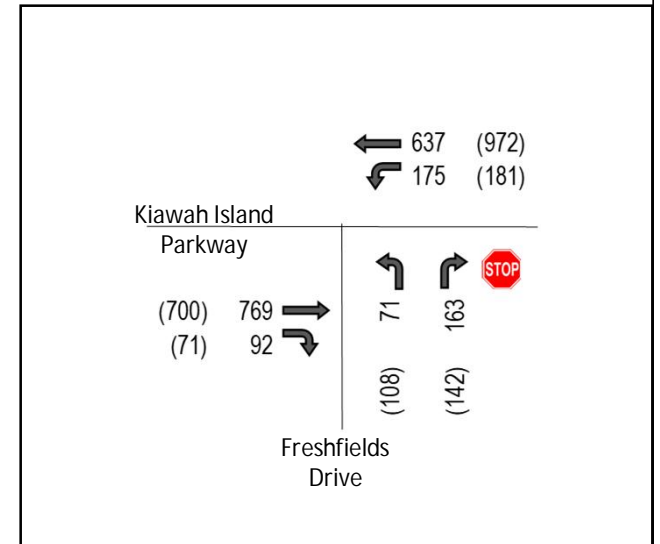 637 (972)
175 (181)
Kiawah Island
Parkway
STOP
(700) 769
(71) 92
71 163
(108) (142)
Freshfields
Drive